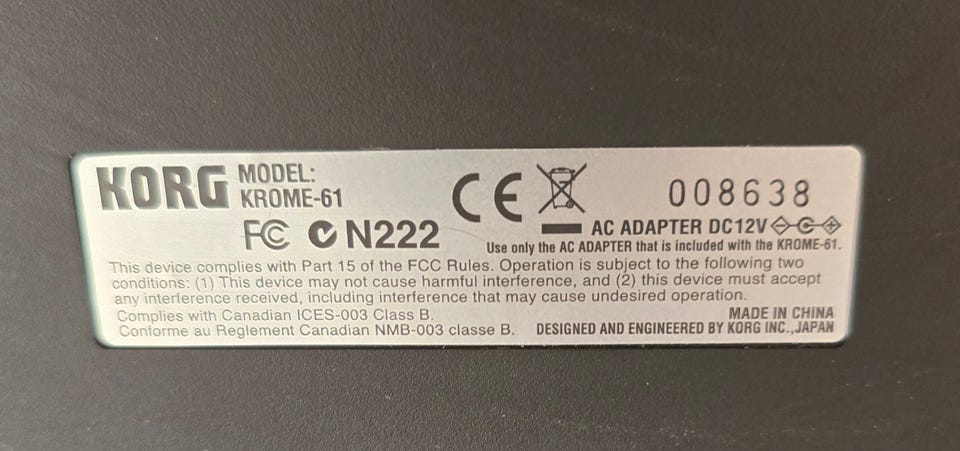 KORG MODEL:
KROME-61
FC N222
CE
008638
AC ADAPTER DC12V
Use only the AC ADAPTER that is included with the KROME-61.
This device complies with Part 15 of the FCC Rules. Operation is subject to the following two
conditions: (1) This device may not cause harmful interference, and (2) this device must accept
any interference received, including interference that may cause undesired operation.
Complies with Canadian ICES-003 Class B.
Conforme au Reglement Canadian NMB-003 classe B.
MADE IN CHINA
DESIGNED AND ENGINEERED BY KORG INC.,JAPAN